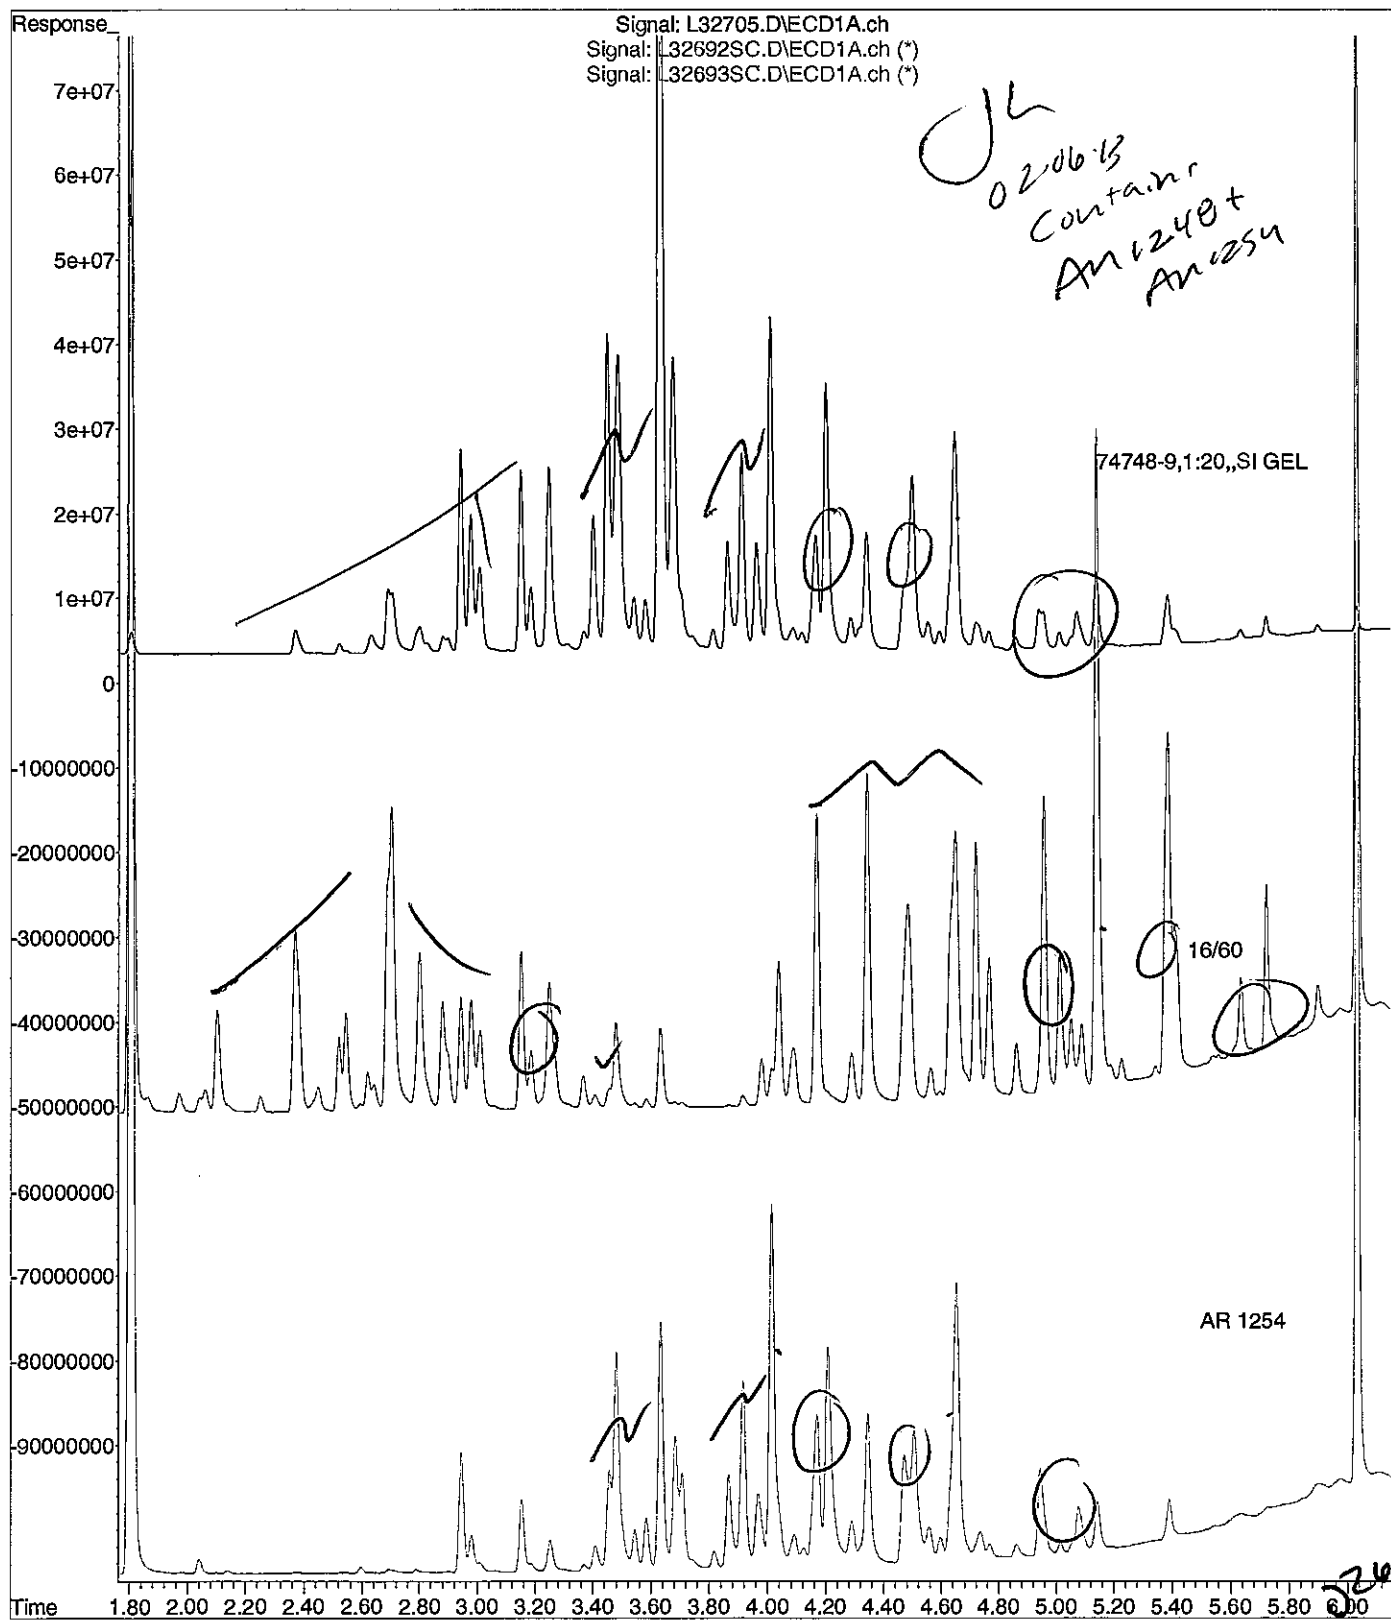 Response_
Signal: L32705.D\ECD1A.ch
Signal: L32692SC.D\ECD1A.ch (*)
Signal: L32693SC.D\ECD1A.ch (*)
7e+07
02.06.13
6e+07
Contains
AR1248+
5e+07
AR1254
4e+07
3e+07
74748-9,1:20,,SI GEL
2e+07
1e+07
0
-10000000
-20000000
-30000000
16/60
-40000000
-50000000
-60000000
-70000000
AR 1254
-80000000
-90000000
Time 1.80 2.00 2.20 2.40 2.60 2.80 3.00 3.20 3.40 3.60 3.80 4.00 4.20 4.40 4.60 4.80 5.00 5.20 5.40 5.60 5.80 6.00